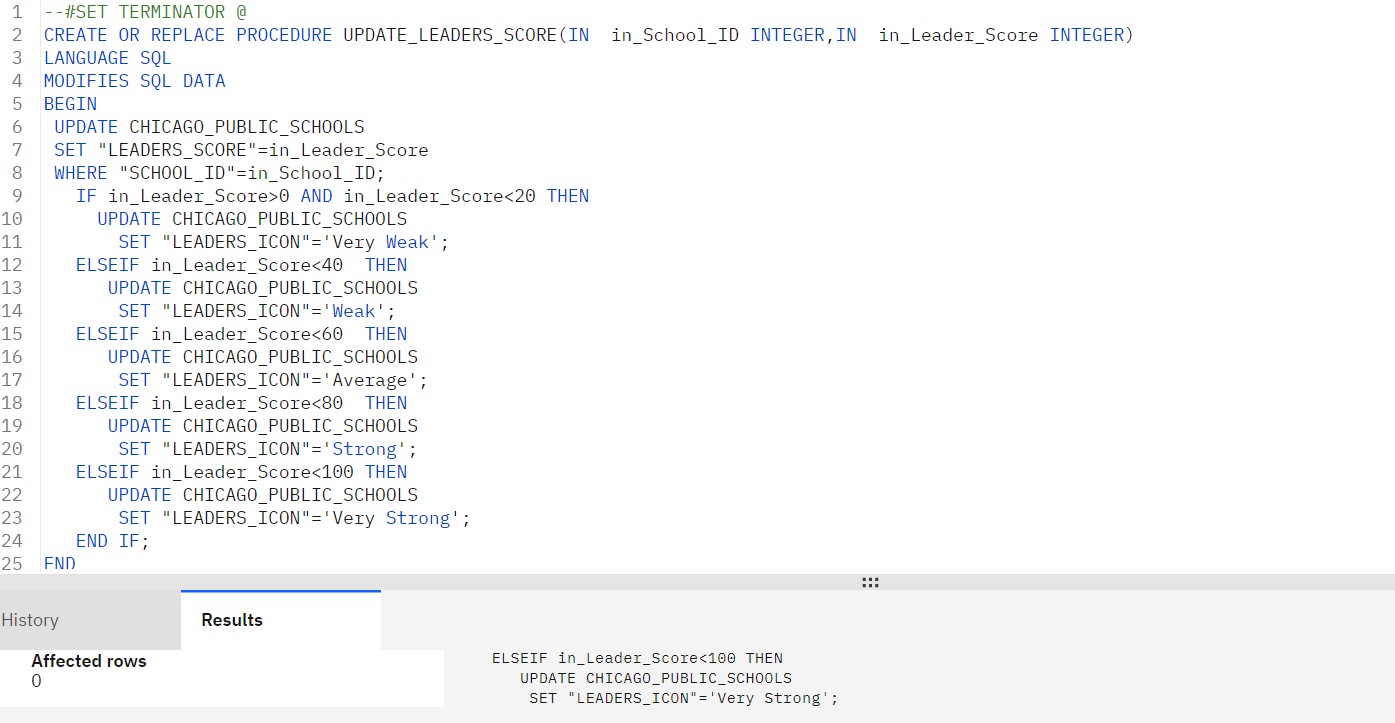 1 --#SET TERMINATOR @
2 CREATE OR REPLACE PROCEDURE UPDATE_LEADERS_SCORE(IN  in_School_ID INTEGER,IN  in_Leader_Score INTEGER)
3 LANGUAGE SQL
4 MODIFIES SQL DATA
5 BEGIN
6  UPDATE CHICAGO_PUBLIC_SCHOOLS
7  SET "LEADERS_SCORE"=in_Leader_Score
8  WHERE "SCHOOL_ID"=in_School_ID;
9    IF in_Leader_Score>0 AND in_Leader_Score<20 THEN
10      UPDATE CHICAGO_PUBLIC_SCHOOLS
11        SET "LEADERS_ICON"='Very Weak';
12    ELSEIF in_Leader_Score<40  THEN
13       UPDATE CHICAGO_PUBLIC_SCHOOLS
14        SET "LEADERS_ICON"='Weak';
15    ELSEIF in_Leader_Score<60  THEN
16       UPDATE CHICAGO_PUBLIC_SCHOOLS
17        SET "LEADERS_ICON"='Average';
18    ELSEIF in_Leader_Score<80  THEN
19       UPDATE CHICAGO_PUBLIC_SCHOOLS
20        SET "LEADERS_ICON"='Strong';
21    ELSEIF in_Leader_Score<100 THEN
22       UPDATE CHICAGO_PUBLIC_SCHOOLS
23        SET "LEADERS_ICON"='Very Strong';
24    END IF;
25 END
History Results
Affected rows
0
ELSEIF in_Leader_Score<100 THEN
   UPDATE CHICAGO_PUBLIC_SCHOOLS
    SET "LEADERS_ICON"='Very Strong';